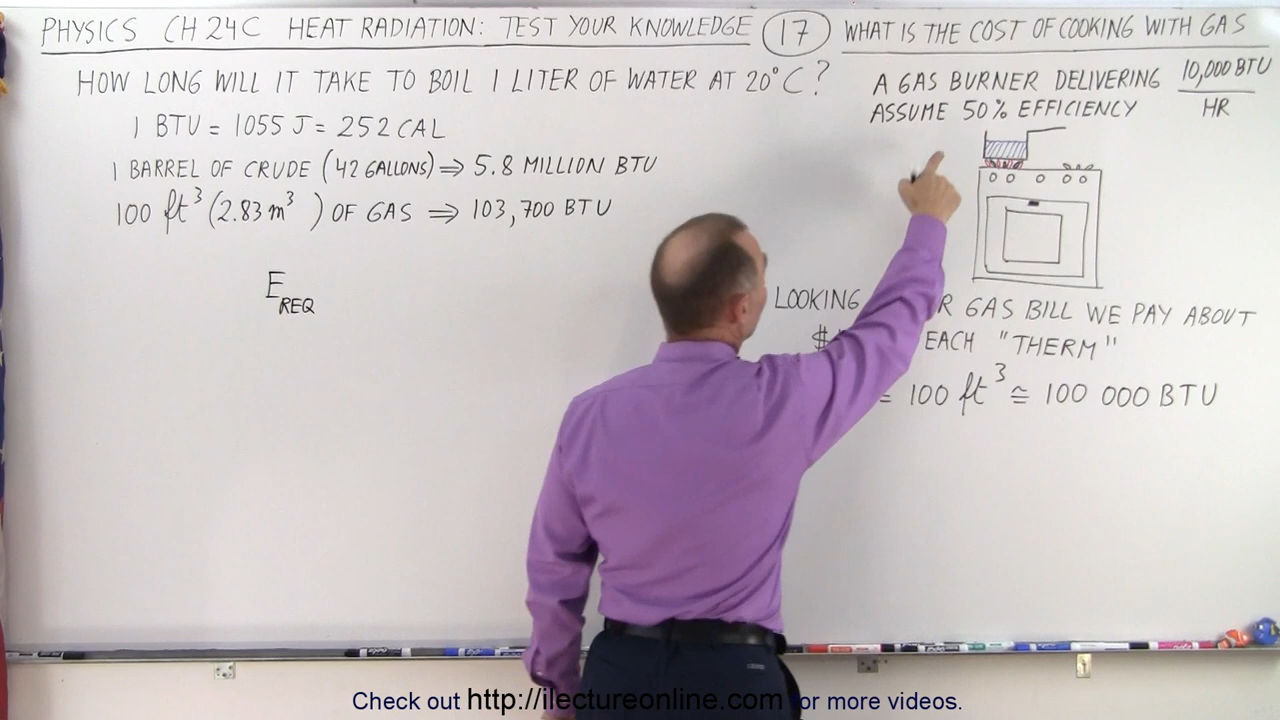 PHYSICS CH 24C HEAT RADIATION: TEST YOUR KNOWLEDGE 17 WHAT IS THE COST OF COOKING WITH GAS
HOW LONG WILL IT TAKE TO BOIL 1 LITER OF WATER AT 20°C?
1 BTU = 1055 J = 252 CAL
1 BARREL OF CRUDE (42 GALLONS) ⇒ 5.8 MILLION BTU
100 ft³ (2.83 m³ ) OF GAS ⇒ 103,700 BTU
E REQ
A GAS BURNER DELIVERING 10,000 BTU / HR
ASSUME 50% EFFICIENCY
LOOKING GAS BILL WE PAY ABOUT
$ EACH "THERM"
= 100 ft³ ≅ 100 000 BTU
Check out http://ilectureonline.com for more videos.